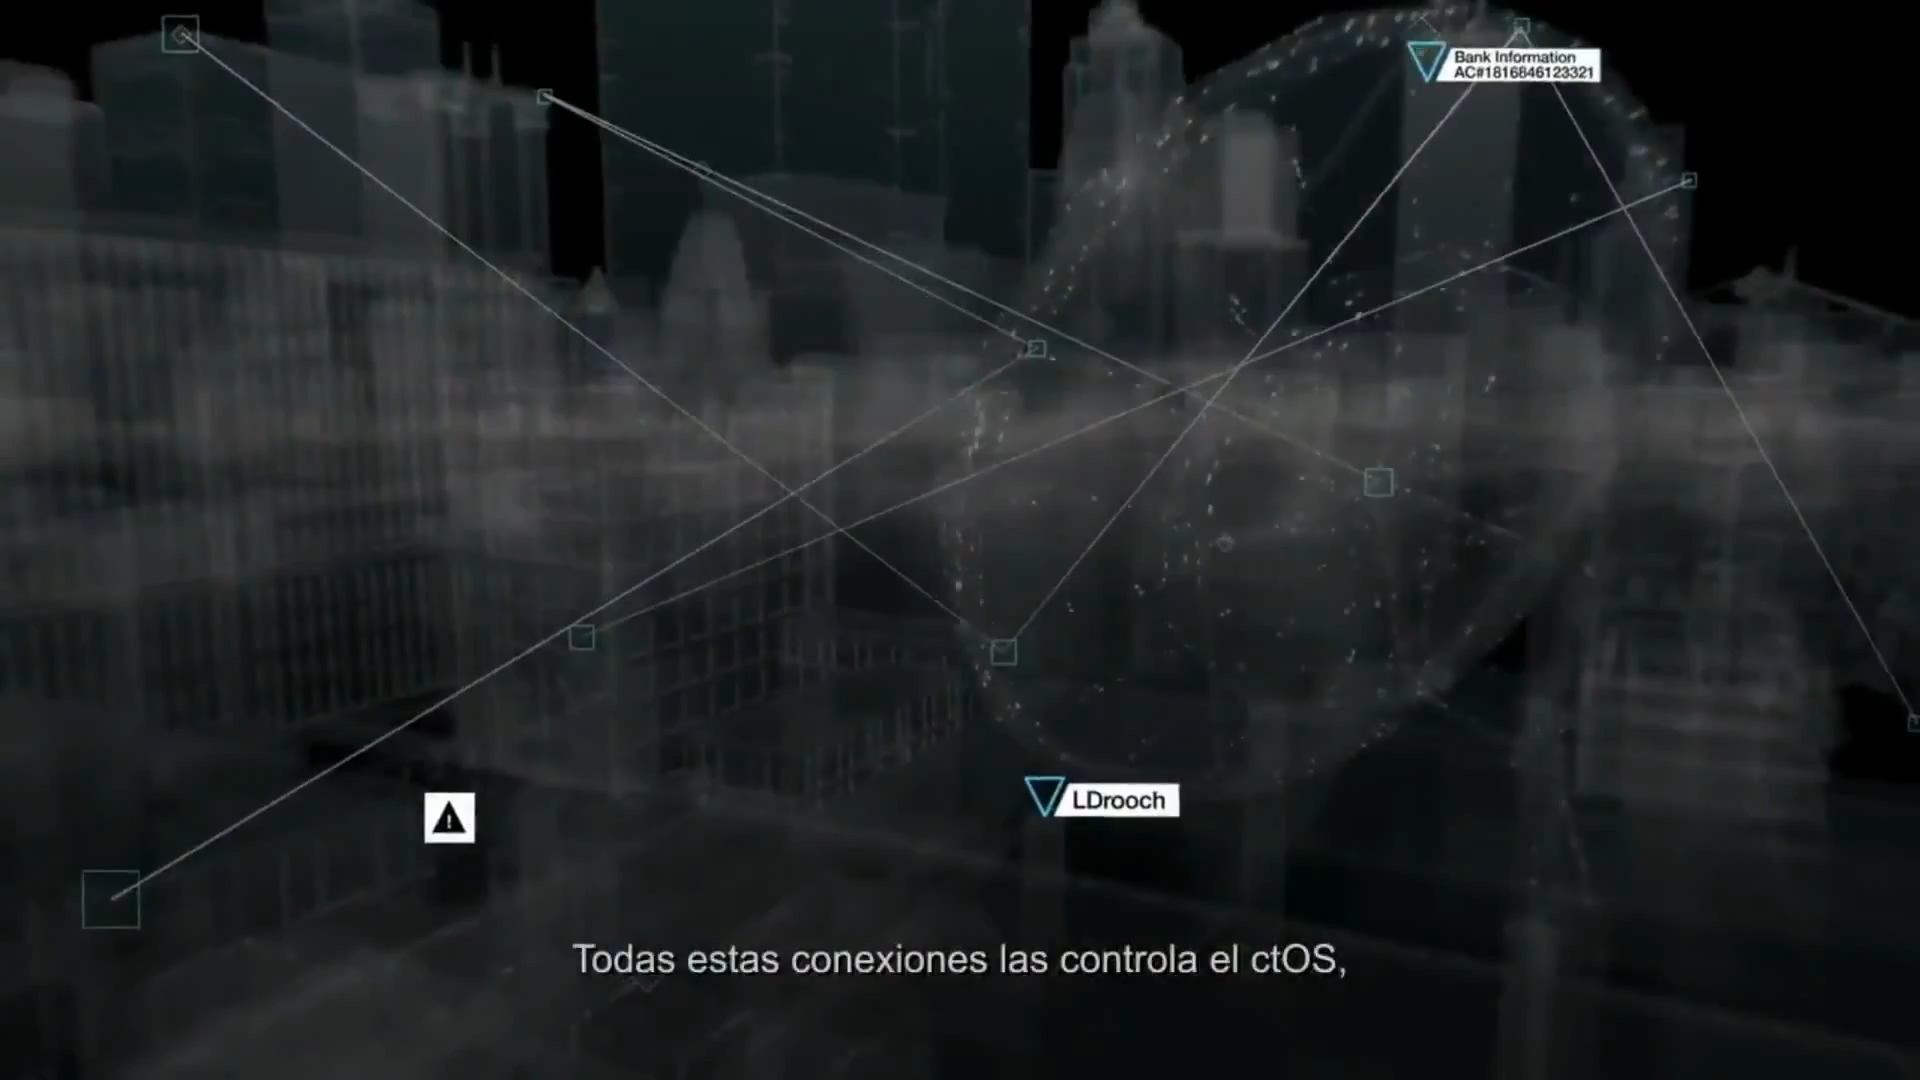 Bank Information
AC#1816846123321
LDrooch
Todas estas conexiones las controla el ctOS,